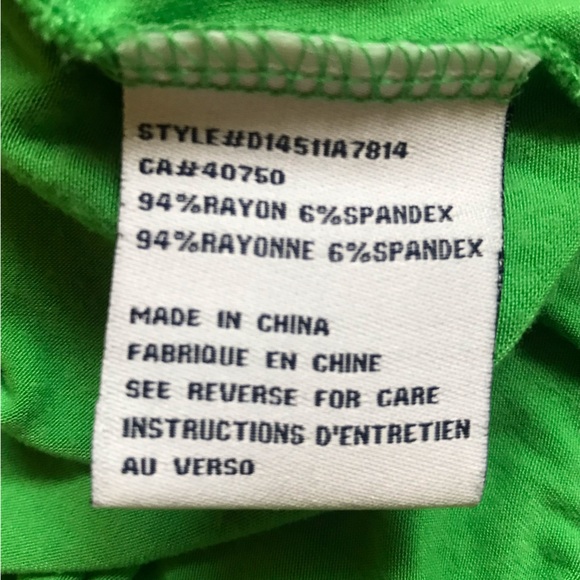 STYLE#D14511A7814
CA#40750
94%RAYON 6%SPANDEX
94%RAYONNE 6%SPANDEX
MADE IN CHINA
FABRIQUE EN CHINE
SEE REVERSE FOR CARE
INSTRUCTIONS D'ENTRETIEN
AU VERSO